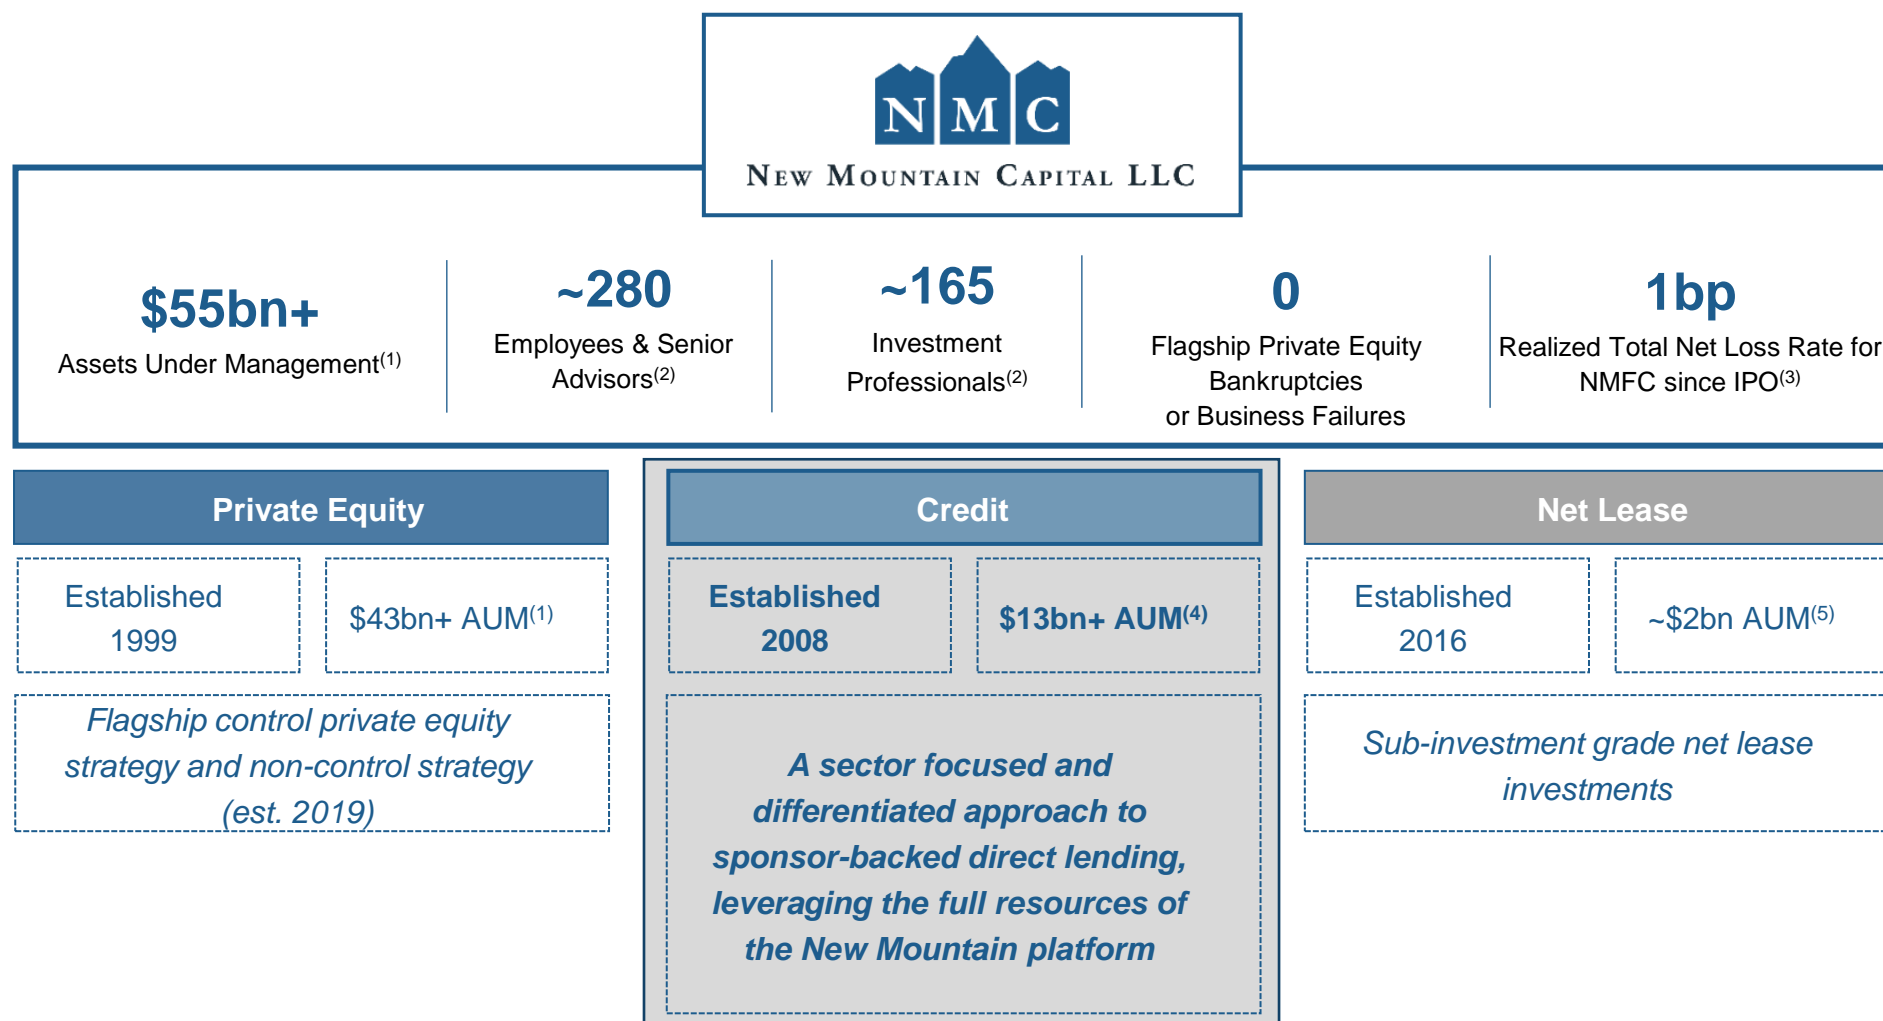 NMC
NEW MOUNTAIN CAPITAL LLC
$55bn+
Assets Under Management(1)
~280
Employees & Senior
Advisors(2)
~165
Investment
Professionals(2)
0
Flagship Private Equity
Bankruptcies
or Business Failures
1bp
Realized Total Net Loss Rate for
NMFC since IPO(3)
Private Equity
Established
1999
$43bn+ AUM(1)
Flagship control private equity
strategy and non-control strategy
(est. 2019)
Credit
Established
2008
$13bn+ AUM(4)
A sector focused and
differentiated approach to
sponsor-backed direct lending,
leveraging the full resources of
the New Mountain platform
Net Lease
Established
2016
~$2bn AUM(5)
Sub-investment grade net lease
investments